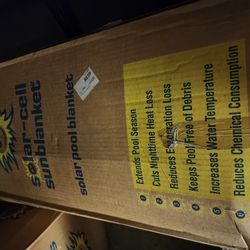 solar-cell
sunblanket
solar pool blanket
Extends Pool Season
Cuts Nighttime Heat Loss
Reduces Evaporation Loss
Keeps Pool Free of Debris
Increases Water Temperature
Reduces Chemical Consumption